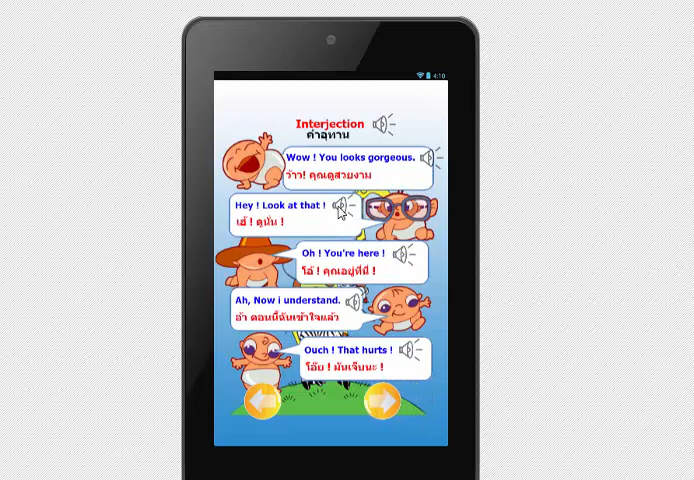 4:10
Interjection
คำอุทาน
Wow ! You looks gorgeous.
ว้าว! คุณดูสวยงาม
Hey ! Look at that !
เฮ้ ! ดูนั่น !
Oh ! You're here !
โอ้ ! คุณอยู่ที่นี่ !
Ah, Now i understand.
อ้า ตอนนี้ฉันเข้าใจแล้ว
Ouch ! That hurts !
โอ๊ย ! มันเจ็บนะ !